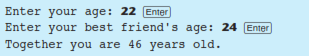 Enter your age: 22 Enter
Enter your best friend's age: 24 Enter
Together you are 46 years old.